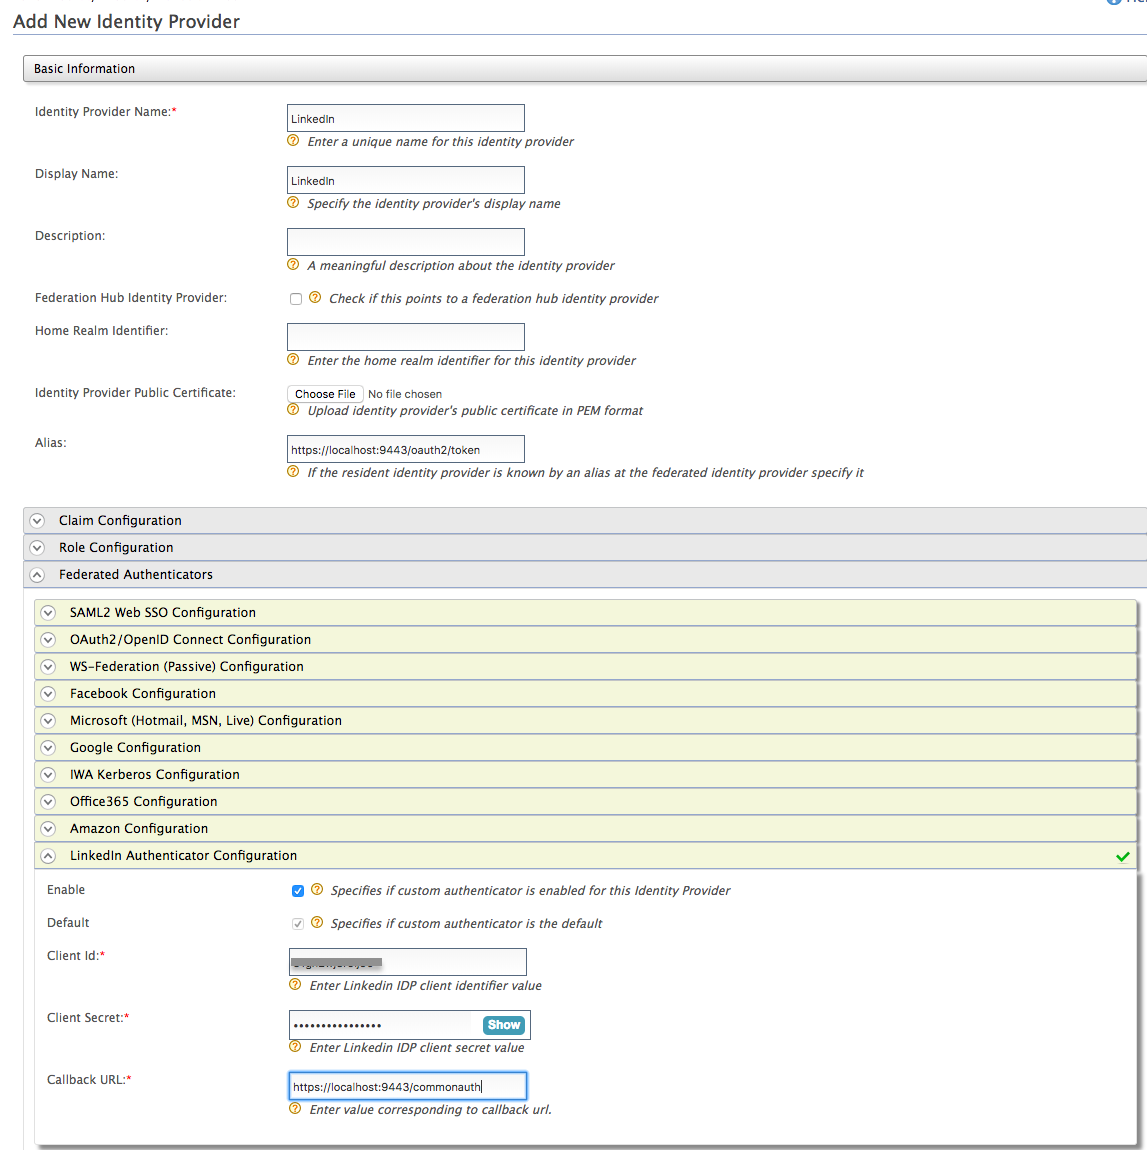 Add New Identity Provider
Basic Information
Identity Provider Name:*
LinkedIn
Enter a unique name for this identity provider
Display Name:
LinkedIn
Specify the identity provider's display name
Description:
A meaningful description about the identity provider
Federation Hub Identity Provider:
Check if this points to a federation hub identity provider
Home Realm Identifier:
Enter the home realm identifier for this identity provider
Identity Provider Public Certificate:
Choose File No file chosen
Upload identity provider's public certificate in PEM format
Alias:
https://localhost:9443/oauth2/token
If the resident identity provider is known by an alias at the federated identity provider specify it
Claim Configuration
Role Configuration
Federated Authenticators
SAML2 Web SSO Configuration
OAuth2/OpenID Connect Configuration
WS-Federation (Passive) Configuration
Facebook Configuration
Microsoft (Hotmail, MSN, Live) Configuration
Google Configuration
IWA Kerberos Configuration
Office365 Configuration
Amazon Configuration
LinkedIn Authenticator Configuration
Enable
Specifies if custom authenticator is enabled for this Identity Provider
Default
Specifies if custom authenticator is the default
Client Id:*
Enter Linkedin IDP client identifier value
Client Secret:*
••••••••••••••••
Show
Enter Linkedin IDP client secret value
Callback URL:*
https://localhost:9443/commonauth
Enter value corresponding to callback url.